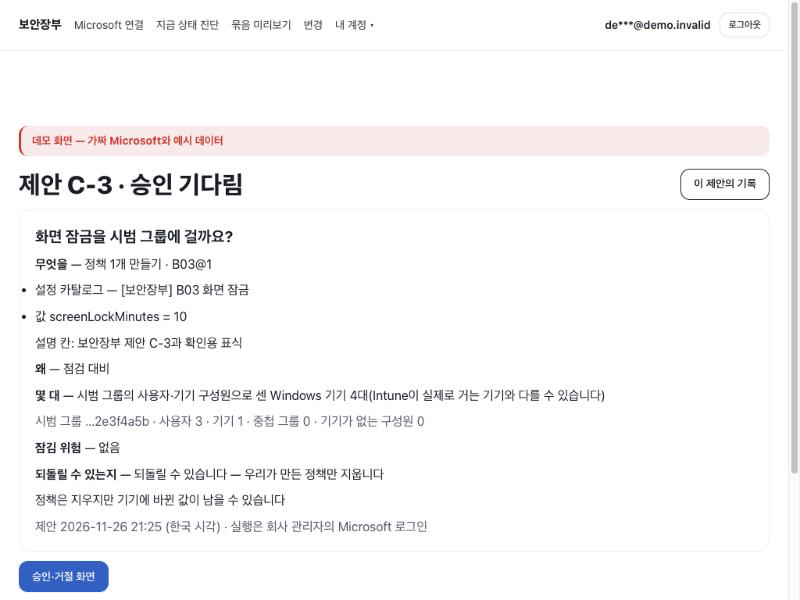 보안장부 Microsoft 연결 지금 상태 진단 묶음 미리보기 변경 내 계정 ▾ de***@demo.invalid 로그아웃
데모 화면 — 가짜 Microsoft와 예시 데이터
제안 C-3 · 승인 기다림 이 제안의 기록
화면 잠금을 시범 그룹에 걸까요?
무엇을 — 정책 1개 만들기 · B03@1
• 설정 카탈로그 — [보안장부] B03 화면 잠금
• 값 screenLockMinutes = 10
설명 칸: 보안장부 제안 C-3과 확인용 표식
왜 — 점검 대비
몇 대 — 시범 그룹의 사용자·기기 구성원으로 센 Windows 기기 4대(Intune이 실제로 거는 기기와 다를 수 있습니다)
시범 그룹 …2e3f4a5b · 사용자 3 · 기기 1 · 중첩 그룹 0 · 기기가 없는 구성원 0
잠김 위험 — 없음
되돌릴 수 있는지 — 되돌릴 수 있습니다 — 우리가 만든 정책만 지웁니다
정책은 지우지만 기기에 바뀐 값이 남을 수 있습니다
제안 2026-11-26 21:25 (한국 시각) · 실행은 회사 관리자의 Microsoft 로그인
승인·거절 화면